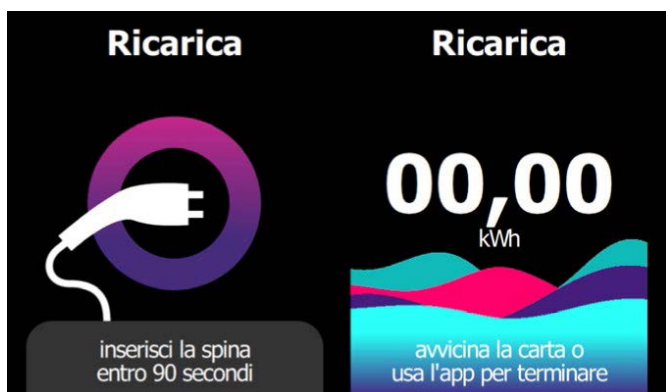 Ricarica
inserisci la spina
entro 90 secondi
Ricarica
00,00
kWh
avvicina la carta o
usa l'app per terminare